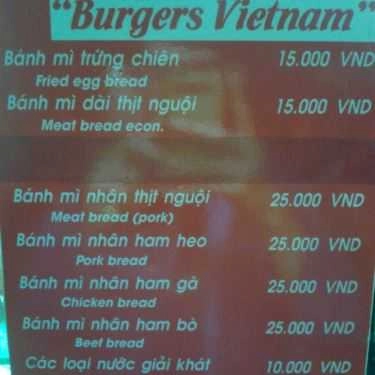 "Burgers Vietnam"
Bánh mì trứng chiên 15.000 VND
Fried egg bread
Bánh mì dài thịt nguội 15.000 VND
Meat bread econ.
Bánh mì nhân thịt nguội 25.000 VND
Meat bread (pork)
Bánh mì nhân ham heo 25.000 VND
Pork bread
Bánh mì nhân ham gà 25.000 VND
Chicken bread
Bánh mì nhân ham bò 25.000 VND
Beef bread
Các loại nước giải khát 10.000 VND